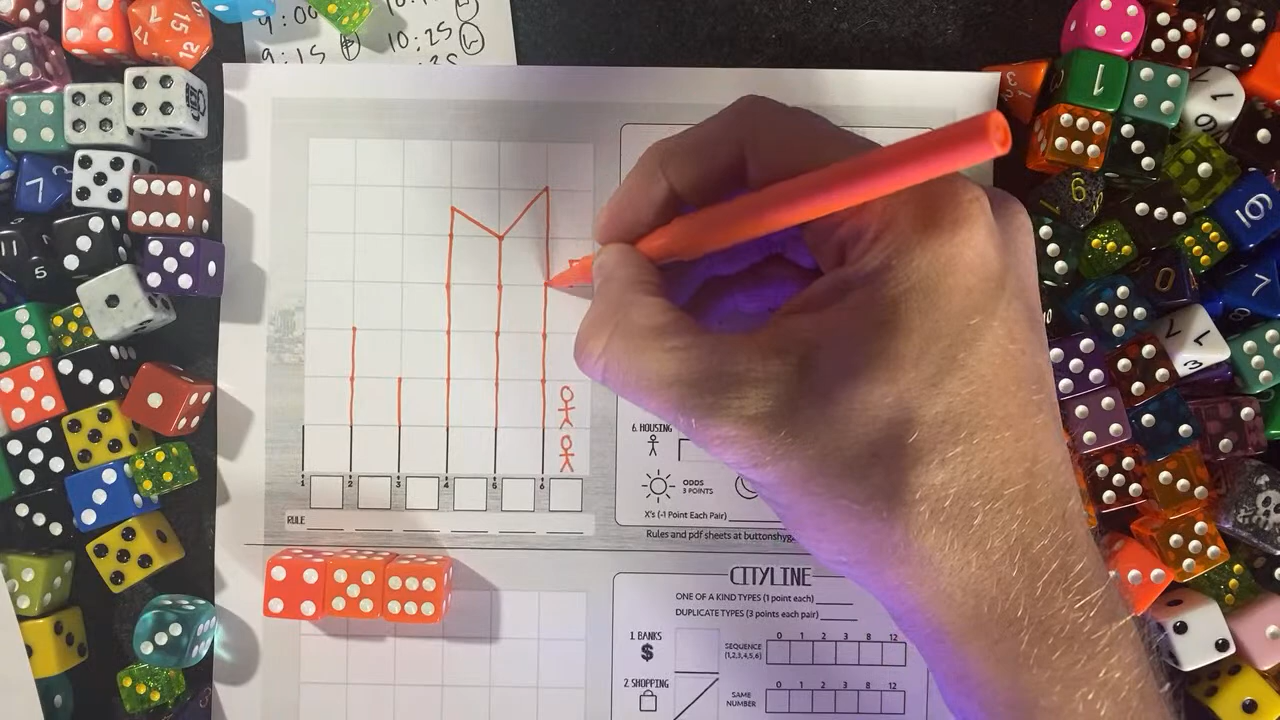 9:00
9:15 P 10:25 L
1 2 3 4 5 6
RULE
6. HOUSING
ODDS
3 POINTS
X's (-1 Point Each Pair)
Rules and pdf sheets at buttonshyg
CITYLINE
ONE OF A KIND TYPES (1 point each)
DUPLICATE TYPES (3 points each pair)
1. BANKS
$
SEQUENCE
(1,2,3,4,5,6)
0 1 2 3 8 12
2. SHOPPING
SAME
NUMBER
0 1 2 3 8 12